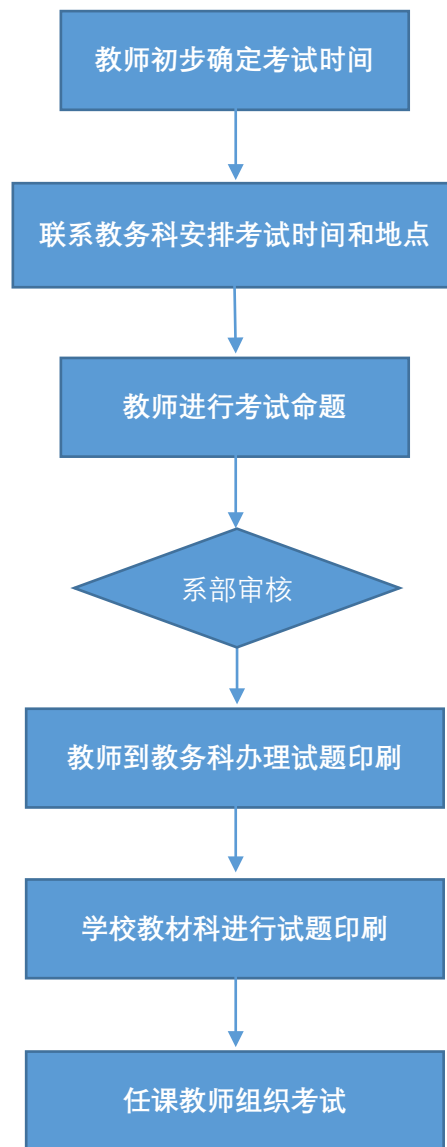 教师初步确定考试时间
联系教务科安排考试时间和地点
教师进行考试命题
系部审核
教师到教务科办理试题印刷
学校教材科进行试题印刷
任课教师组织考试